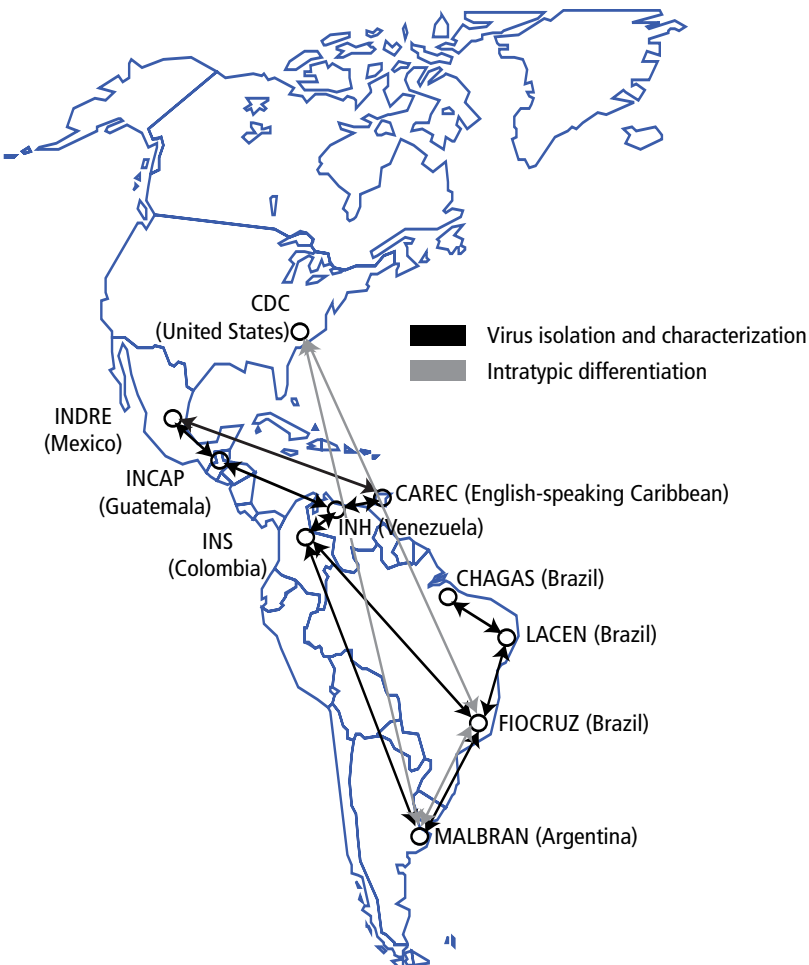 CDC
(United States)
Virus isolation and characterization
Intratypic differentiation
INDRE
(Mexico)
INCAP
(Guatemala)
CAREC (English-speaking Caribbean)
INH (Venezuela)
INS
(Colombia)
CHAGAS (Brazil)
LACEN (Brazil)
FIOCRUZ (Brazil)
MALBRAN (Argentina)